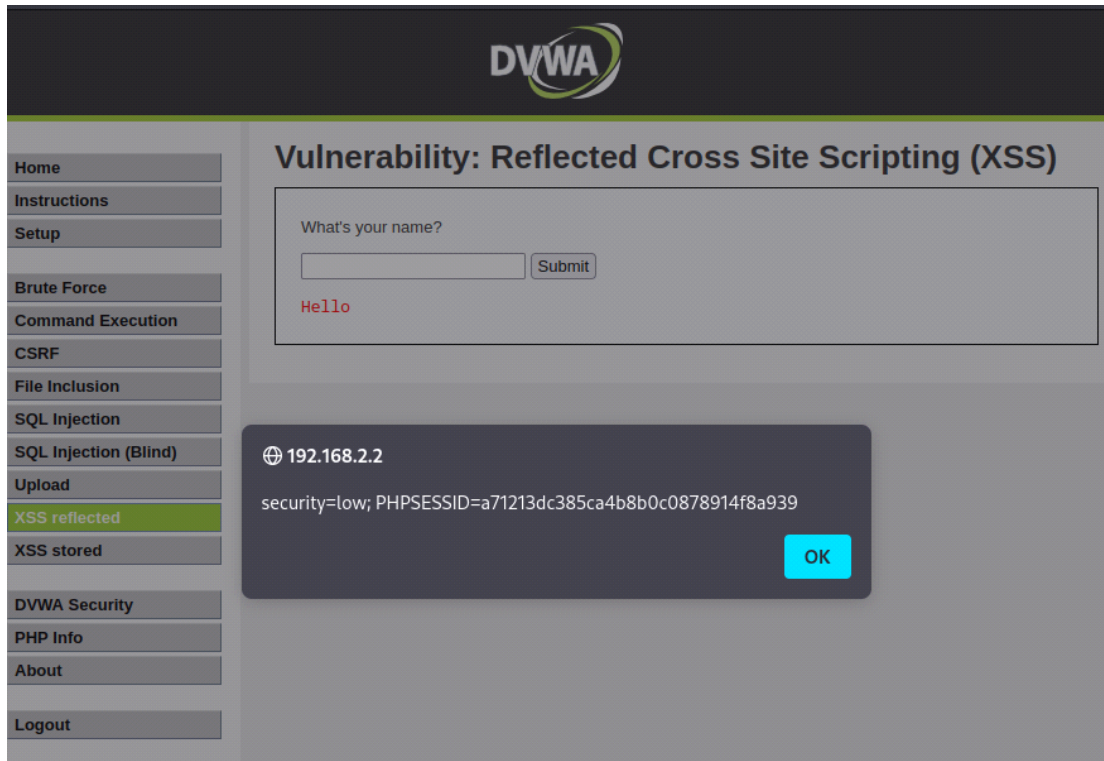 DVWA
Home
Instructions
Setup
Brute Force
Command Execution
CSRF
File Inclusion
SQL Injection
SQL Injection (Blind)
Upload
XSS reflected
XSS stored
DVWA Security
PHP Info
About
Logout
Vulnerability: Reflected Cross Site Scripting (XSS)
What's your name?
Submit
Hello
192.168.2.2
security=low; PHPSESSID=a71213dc385ca4b8b0c0878914f8a939
OK